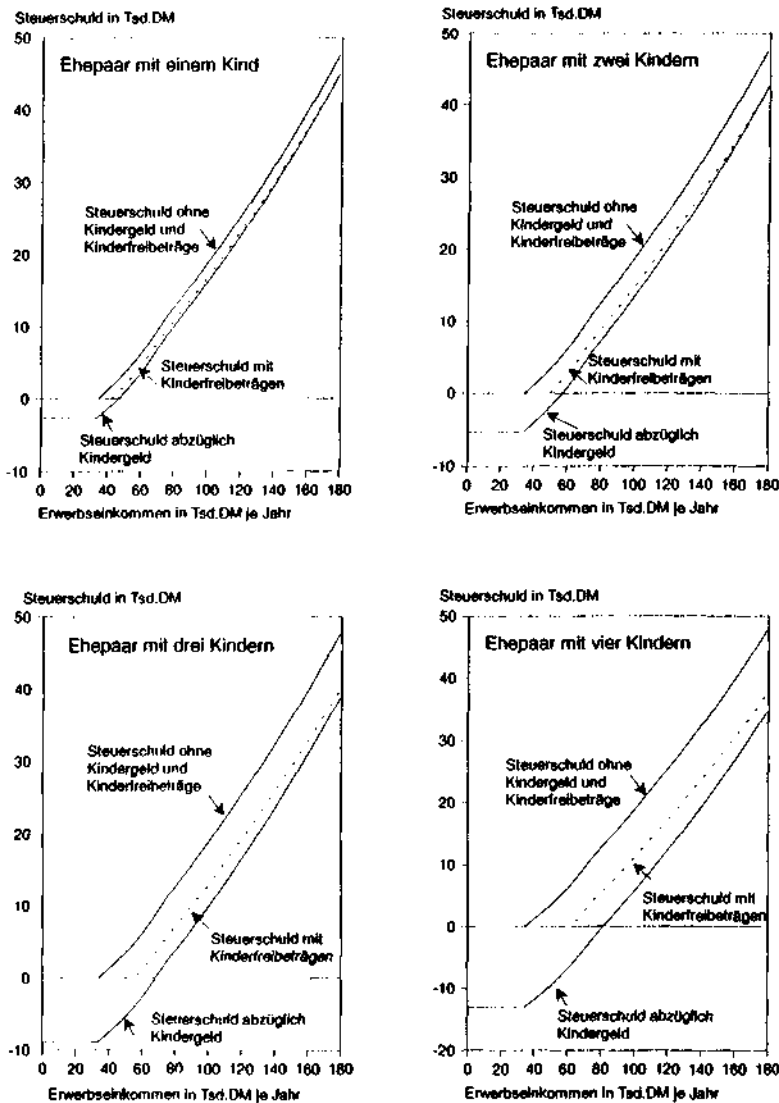 Steuerschuld in Tsd.DM
50
40
30
20
10
0
-10
Ehepaar mit einem Kind
Steuerschuld ohne
Kindergeld und
Kinderfreibeträge
Steuerschuld mit
Kinderfreibeträgen
Steuerschuld abzüglich
Kindergeld
0 20 40 60 80 100 120 140 160 180
Erwerbseinkommen in Tsd.DM je Jahr
Steuerschuld in Tsd.DM
50
40
30
20
10
0
-10
Ehepaar mit zwei Kindern
Steuerschuld ohne
Kindergeld und
Kinderfreibeträge
Steuerschuld mit
Kinderfreibeträgen
Steuerschuld abzüglich
Kindergeld
0 20 40 60 80 100 120 140 160 180
Erwerbseinkommen in Tsd.DM je Jahr
Steuerschuld in Tsd.DM
50
40
30
20
10
0
-10
Ehepaar mit drei Kindern
Steuerschuld ohne
Kindergeld und
Kinderfreibeträge
Steuerschuld mit
Kinderfreibeträgen
Steuerschuld abzüglich
Kindergeld
0 20 40 60 80 100 120 140 160 180
Erwerbseinkommen in Tsd.DM je Jahr
Steuerschuld in Tsd.DM
50
40
30
20
10
0
-10
-20
Ehepaar mit vier Kindern
Steuerschuld ohne
Kindergeld und
Kinderfreibeträge
Steuerschuld mit
Kinderfreibeträgen
Steuerschuld abzüglich
Kindergeld
0 20 40 60 80 100 120 140 160 180
Erwerbseinkommen in Tsd.DM je Jahr